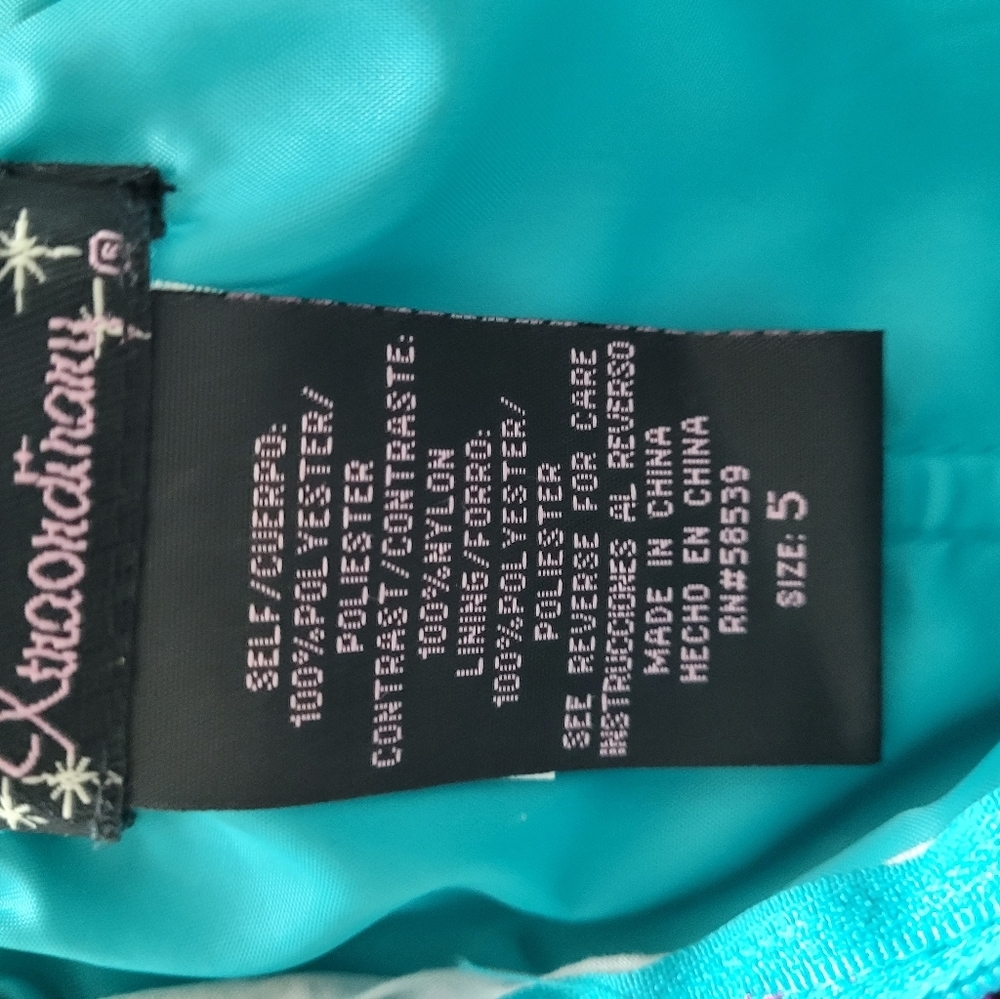 Xtraordinary®
SELF/CUERPO:
100%POLYESTER/
POLIESTER
CONTRAST/CONTRASTE:
100%NYLON
LINING/FORRO:
100%POLYESTER/
POLIESTER
SEE REVERSE FOR CARE
INSTRUCCIONES AL REVERSO
MADE IN CHINA
HECHO EN CHINA
RN#58539
SIZE: 5